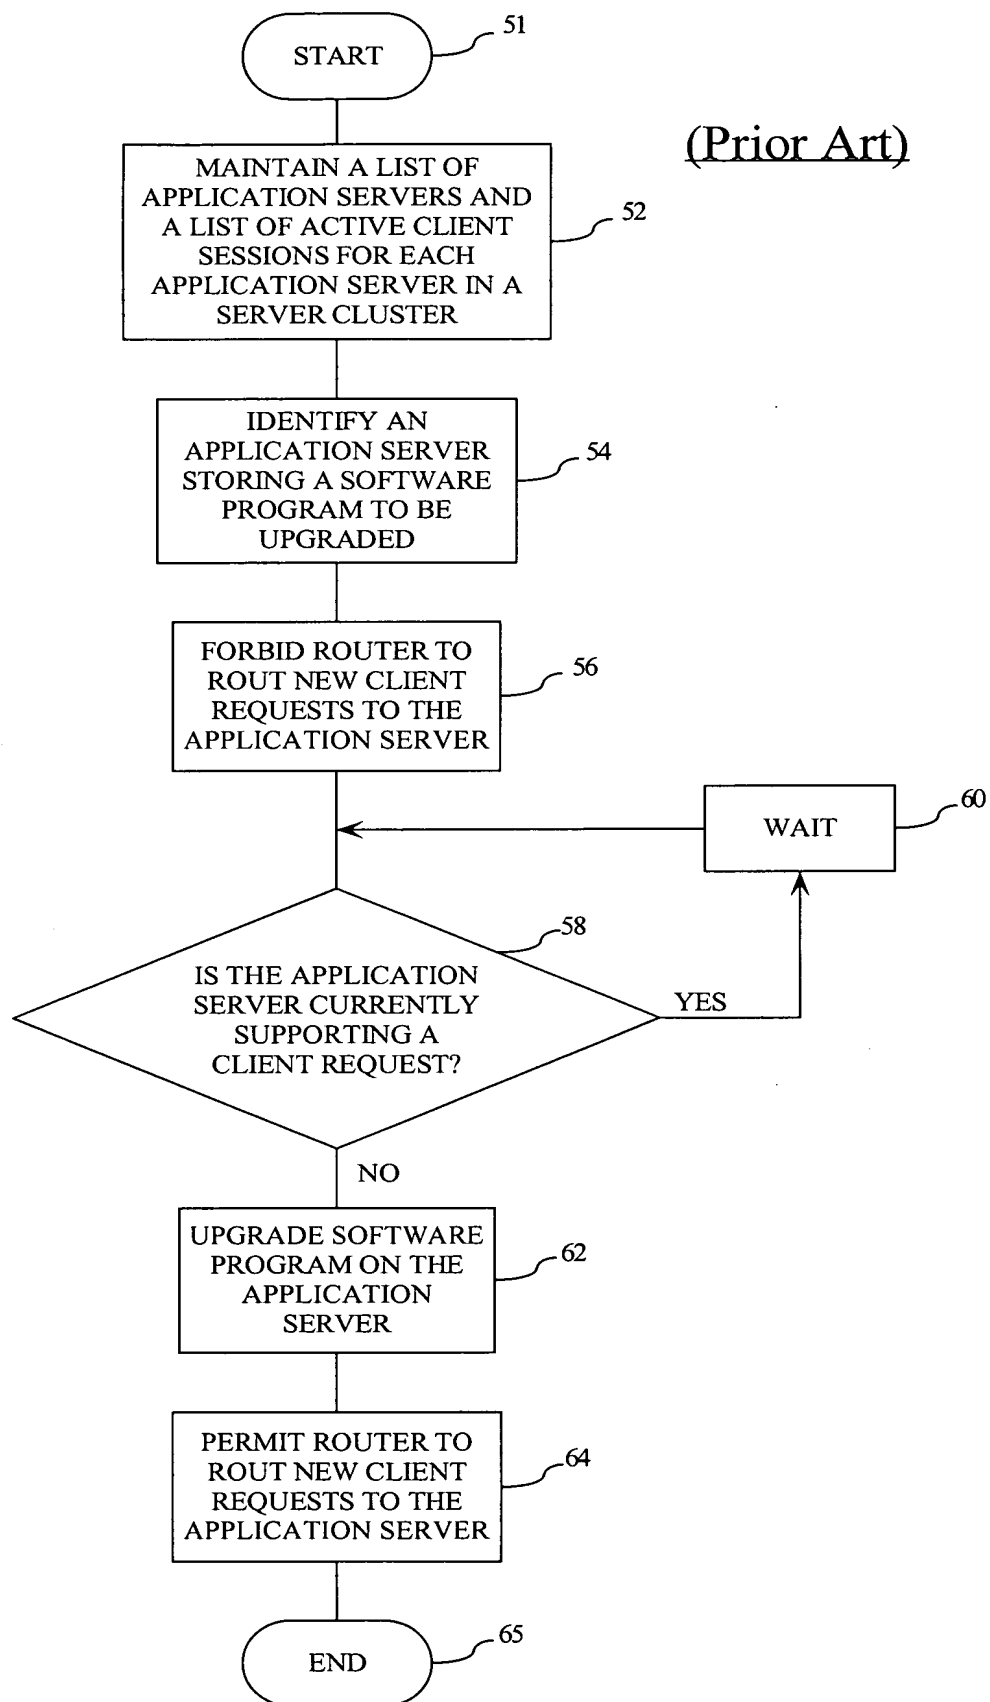 START
51
(Prior Art)
MAINTAIN A LIST OF
APPLICATION SERVERS AND
A LIST OF ACTIVE CLIENT
SESSIONS FOR EACH
APPLICATION SERVER IN A
SERVER CLUSTER
52
IDENTIFY AN
APPLICATION SERVER
STORING A SOFTWARE
PROGRAM TO BE
UPGRADED
54
FORBID ROUTER TO
ROUT NEW CLIENT
REQUESTS TO THE
APPLICATION SERVER
56
WAIT
60
58
IS THE APPLICATION
SERVER CURRENTLY
SUPPORTING A
CLIENT REQUEST?
YES
NO
UPGRADE SOFTWARE
PROGRAM ON THE
APPLICATION
SERVER
62
PERMIT ROUTER TO
ROUT NEW CLIENT
REQUESTS TO THE
APPLICATION SERVER
64
END
65